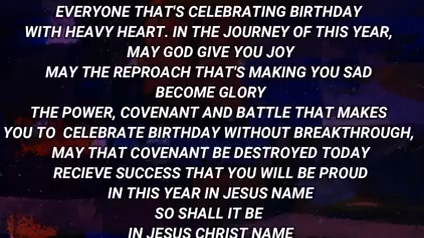 EVERYONE THAT'S CELEBRATING BIRTHDAY
WITH HEAVY HEART. IN THE JOURNEY OF THIS YEAR,
MAY GOD GIVE YOU JOY
MAY THE REPROACH THAT'S MAKING YOU SAD
BECOME GLORY
THE POWER, COVENANT AND BATTLE THAT MAKES
YOU TO CELEBRATE BIRTHDAY WITHOUT BREAKTHROUGH,
MAY THAT COVENANT BE DESTROYED TODAY
RECIEVE SUCCESS THAT YOU WILL BE PROUD
IN THIS YEAR IN JESUS NAME
SO SHALL IT BE
IN JESUS CHRIST NAME